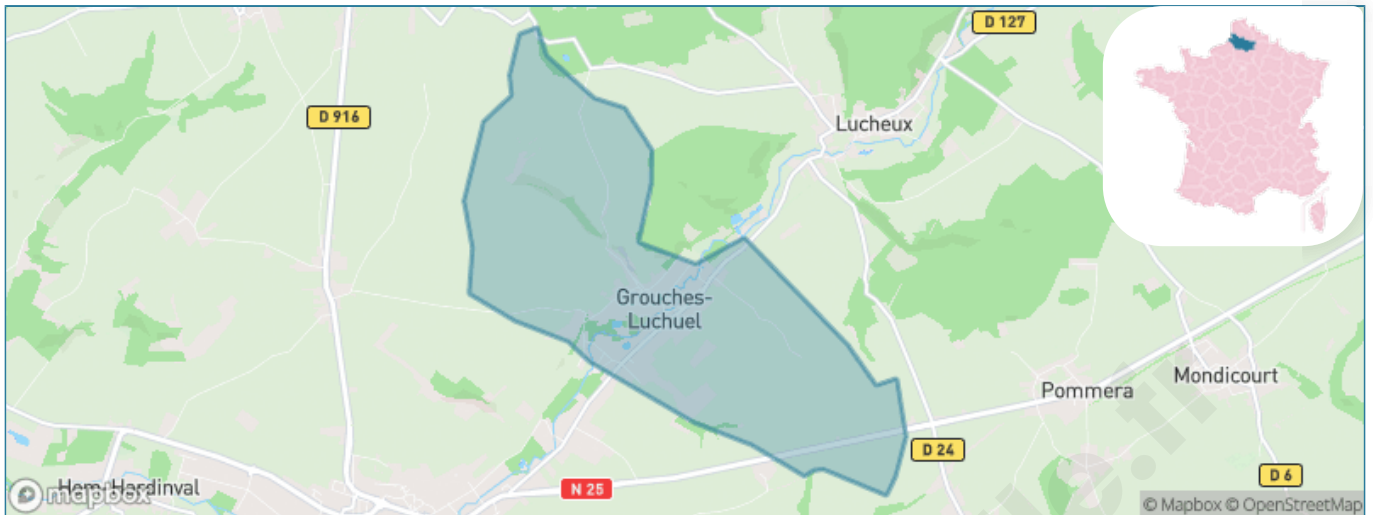 D 127
D 916
Lucheux
Grouches-
Luchuel
Mondicourt
Pommera
D 24
D 6
N 25
Hem-Hardinval
mapbox
© Mapbox © OpenStreetMap